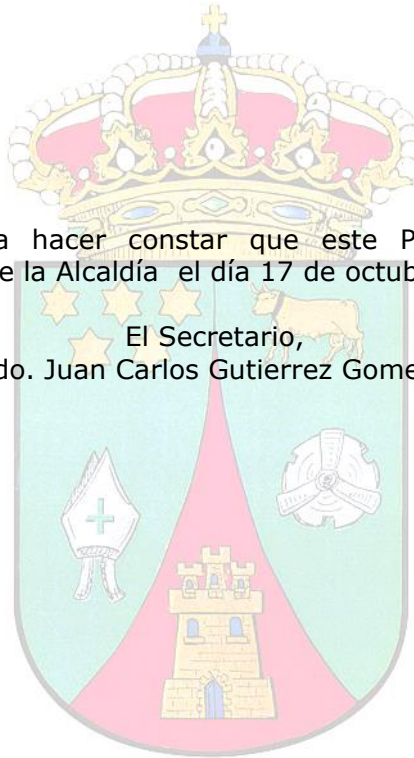 a hacer constar que este P
e la Alcaldía el día 17 de octub
El Secretario,
do. Juan Carlos Gutierrez Gome